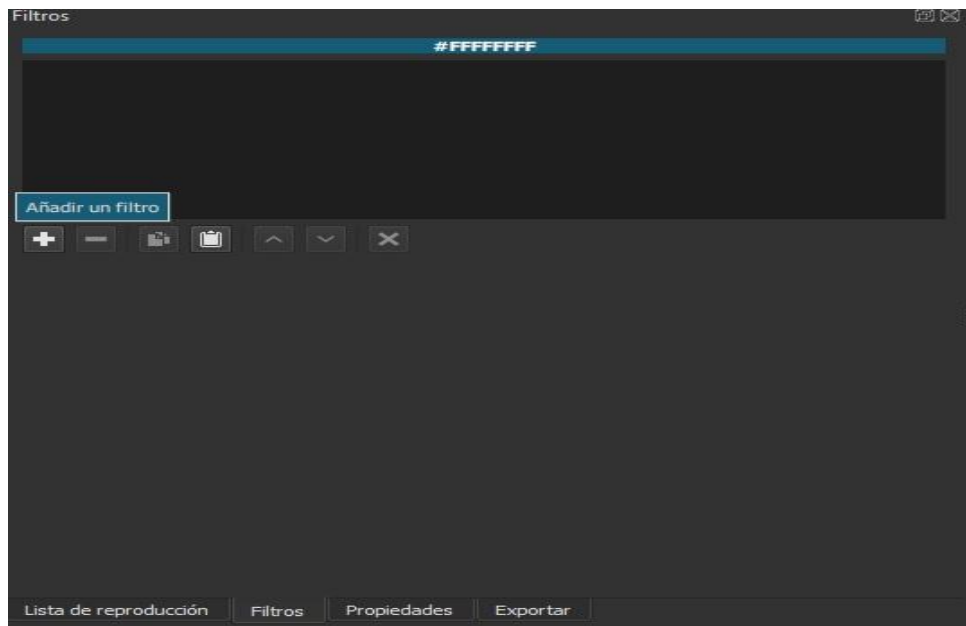 Filtros
#FFFFFFFF
Añadir un filtro
Lista de reproducción Filtros Propiedades Exportar